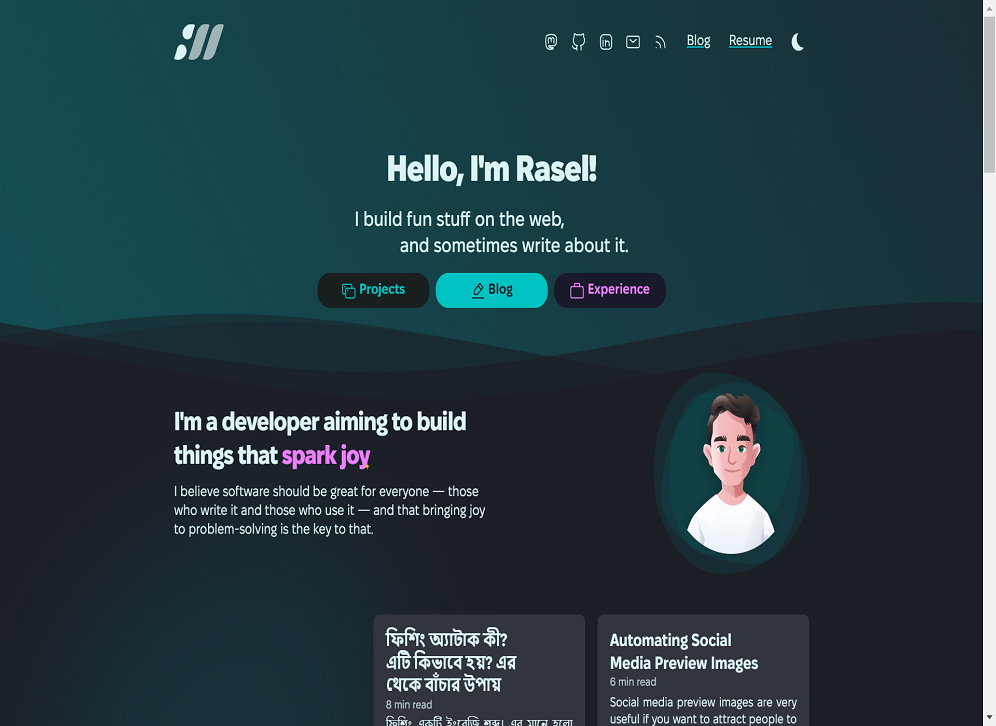 Blog
Resume
Hello, I'm Rasel!
I build fun stuff on the web,
and sometimes write about it.
Projects
Blog
Experience
I'm a developer aiming to build
things that spark joy
I believe software should be great for everyone — those
who write it and those who use it — and that bringing joy
to problem-solving is the key to that.
ফিশিং অ্যাটাক কী?
এটি কিভাবে হয়? এর
থেকে বাঁচার উপায়
8 min read
ফিশিং একটি ইংরেজি শব্দ। এর মানে হলো
Automating Social
Media Preview Images
6 min read
Social media preview images are very
useful if you want to attract people to